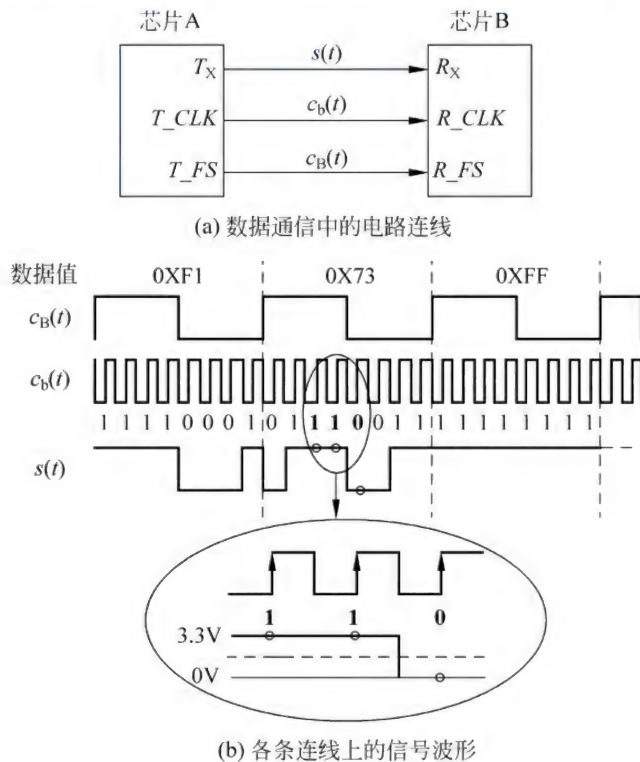 芯片A 芯片B
T_X s(t) R_X
T_CLK c_b(t) R_CLK
T_FS c_B(t) R_FS
(a) 数据通信中的电路连线
数据值 0XF1 0X73 0XFF
c_B(t)
c_b(t)
1 1 1 1 0 0 0 1 0 1 1 1 0 0 1 1 1 1 1 1 1 1 1 1
s(t)
1 1 0
3.3V
0V
(b) 各条连线上的信号波形